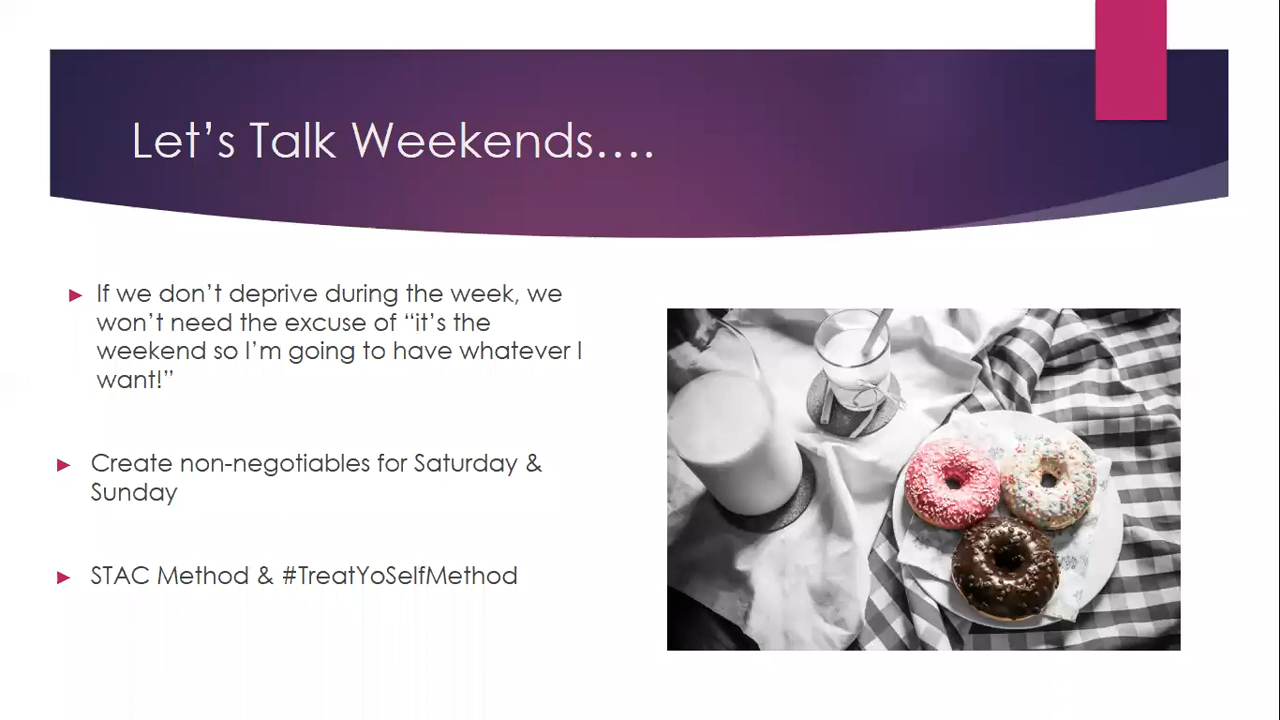 Let’s Talk Weekends....
If we don’t deprive during the week, we
won’t need the excuse of “it’s the
weekend so I’m going to have whatever I
want!”
Create non-negotiables for Saturday &
Sunday
STAC Method & #TreatYoSelfMethod